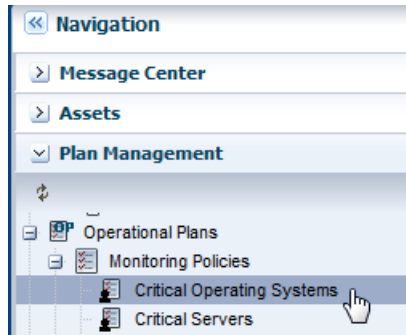 Navigation
Message Center
Assets
Plan Management
Operational Plans
Monitoring Policies
Critical Operating Systems
Critical Servers